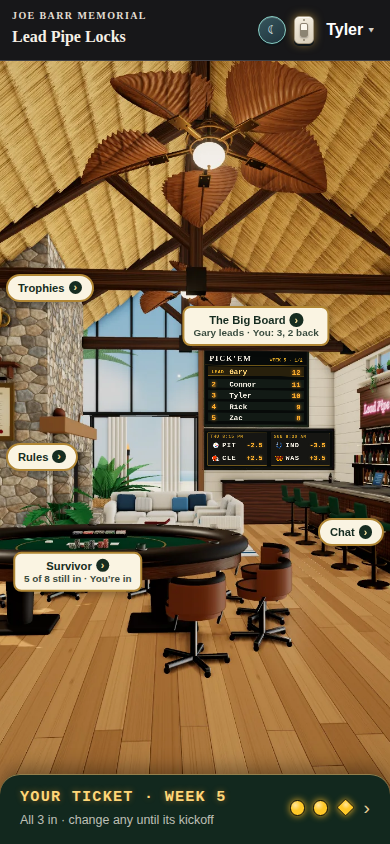 JOE BARR MEMORIAL
Lead Pipe Locks
Tyler
Trophies
The Big Board
Gary leads · You: 3, 2 back
PICK'EM
LEAD Gary 12
2 Connor 11
3 Tyler 10
4 Rick 9
5 Zac 8
PIT -2.5
CLE +2.5
IND -3.5
WAS +3.5
Lead Pipe
Rules
Chat
Survivor
5 of 8 still in · You're in
YOUR TICKET · WEEK 5
All 3 in · change any until its kickoff